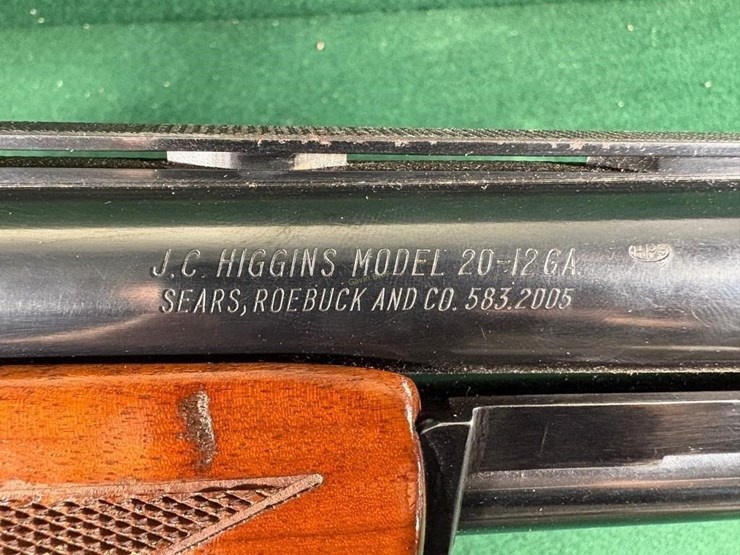 J.C. HIGGINS MODEL 20-12 GA.
SEARS, ROEBUCK AND CO. 583.2005